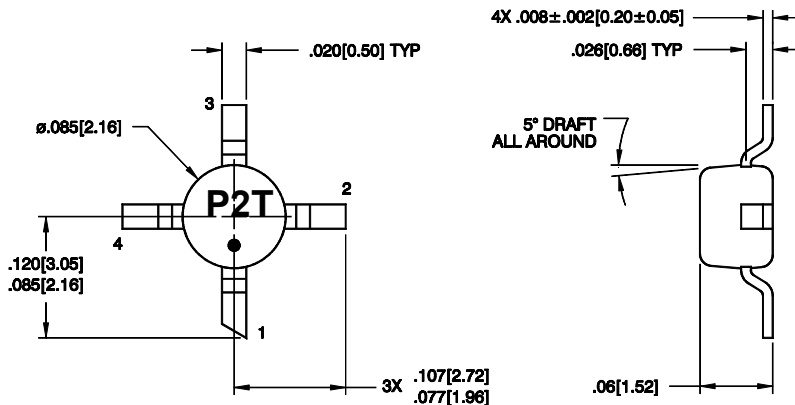 4X .008±.002[0.20±0.05]
.020[0.50] TYP
.026[0.66] TYP
3
ø.085[2.16]
5° DRAFT
ALL AROUND
P2T
2
4
.120[3.05]
.085[2.16]
1
3X .107[2.72]
.077[1.96]
.06[1.52]